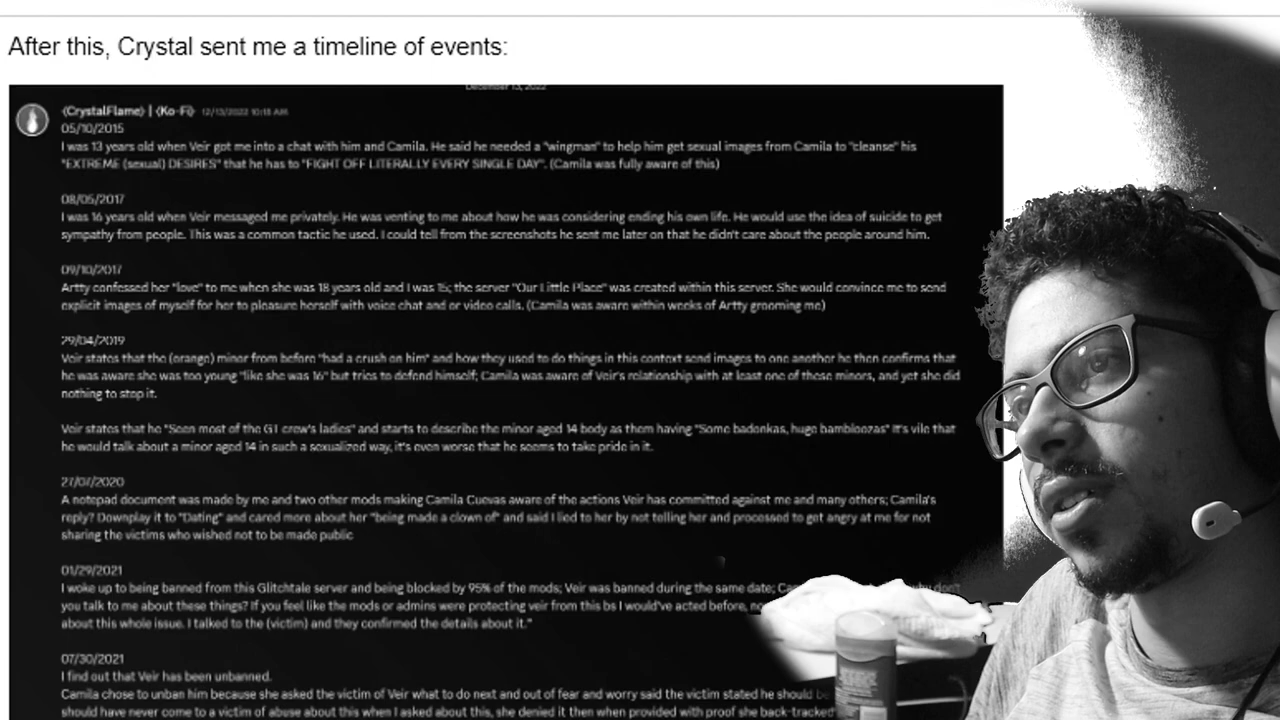 After this, Crystal sent me a timeline of events:
December 13, 2022
{CrystalFlame} | {Ko-Fi} 12/13/2022 10:18 AM
05/10/2015
I was 13 years old when Veir got me into a chat with him and Camila. He said he needed a "wingman" to help him get sexual images from Camila to "cleanse" his
"EXTREME (sexual) DESIRES" that he has to "FIGHT OFF LITERALLY EVERY SINGLE DAY". (Camila was fully aware of this)
08/05/2017
I was 16 years old when Veir messaged me privately. He was venting to me about how he was considering ending his own life. He would use the idea of suicide to get
sympathy from people. This was a common tactic he used. I could tell from the screenshots he sent me later on that he didn't care about the people around him.
09/10/2017
Artty confessed her "love" to me when she was 18 years old and I was 15; the server "Our Little Place" was created within this server. She would convince me to send
explicit images of myself for her to pleasure herself with voice chat and or video calls. (Camila was aware within weeks of Artty grooming me)
29/04/2019
Veir states that the (orange) minor from before "had a crush on him" and how they used to do things in this context send images to one another he then confirms that
he was aware she was too young "like she was 16" but tries to defend himself; Camila was aware of Veir's relationship with at least one of these minors, and yet she did
nothing to stop it.
Veir states that he "Seen most of the GT crew's ladies" and starts to describe the minor aged 14 body as them having "Some badonkas, huge bambloozas" It's vile that
he would talk about a minor aged 14 in such a sexualized way, it's even worse that he seems to take pride in it.
27/07/2020
A notepad document was made by me and two other mods making Camila Cuevas aware of the actions Veir has committed against me and many others; Camila's
reply? Downplay it to "Dating" and cared more about her "being made a clown of" and said I lied to her by not telling her and processed to get angry at me for not
sharing the victims who wished not to be made public
01/29/2021
I woke up to being banned from this Glitchtale server and being blocked by 95% of the mods; Veir was banned during the same date; why don't
you talk to me about these things? If you feel like the mods or admins were protecting veir from this bs I would've acted before,
about this whole issue. I talked to the (victim) and they confirmed the details about it."
07/30/2021
I find out that Veir has been unbanned.
Camila chose to unban him because she asked the victim of Veir what to do next and out of fear and worry said the victim stated he should
should have never come to a victim of abuse about this when I asked about this, she denied it then when provided with proof she back-tracked